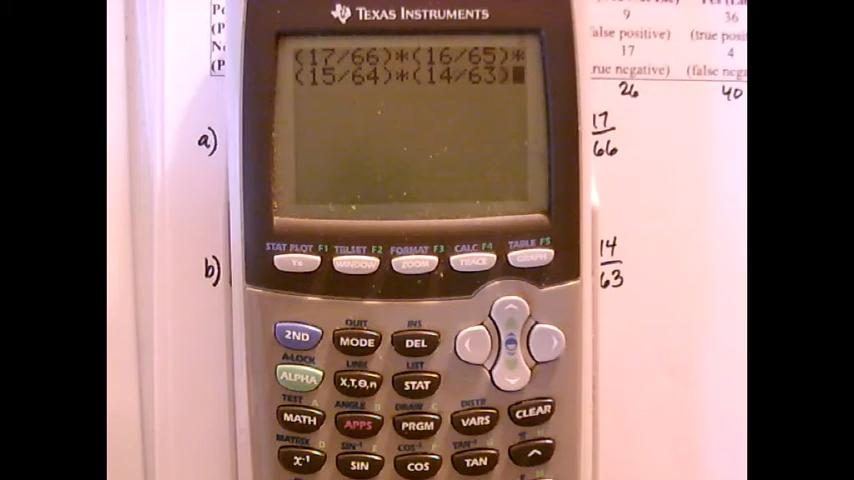 TEXAS INSTRUMENTS
(17/66)*(16/65)*
(15/64)*(14/63)
9
36
alse positive)
(true posi
17
4
rue negative)
(false neg
26
40
a)
17
66
b)
14
63
STAT PLOT F1 TBLSET F2 FORMAT F3 CALC F4 TABLE F5
Y= WINDOW ZOOM TRACE GRAPH
QUIT INS
2ND MODE DEL
A-LOCK LINK LIST
ALPHA X,T,Θ,n STAT
TEST A ANGLE B DRAW C DISTR
MATH APPS PRGM VARS CLEAR
MATRIX D SIN⁻¹ E COS⁻¹ F TAN⁻¹ G π H
X⁻¹ SIN COS TAN ^